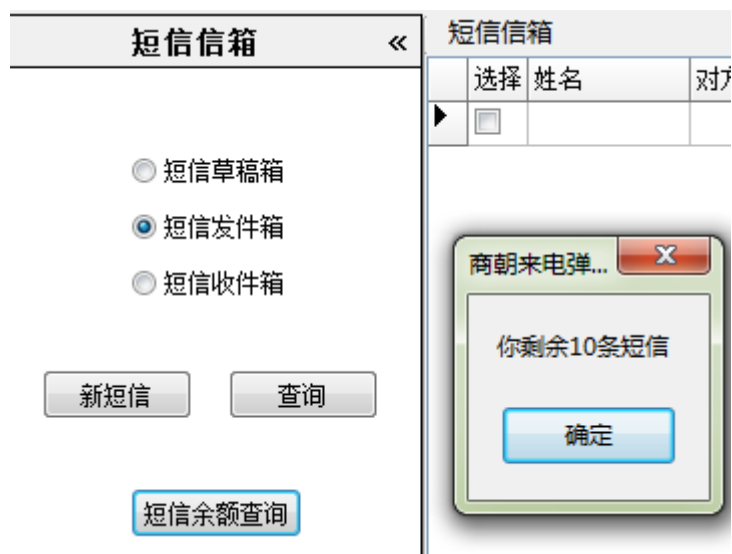 短信信箱 «
短信草稿箱
短信发件箱
短信收件箱
新短信 查询
短信余额查询
短信信箱
选择 姓名
商朝来电弹...
你剩余10条短信
确定